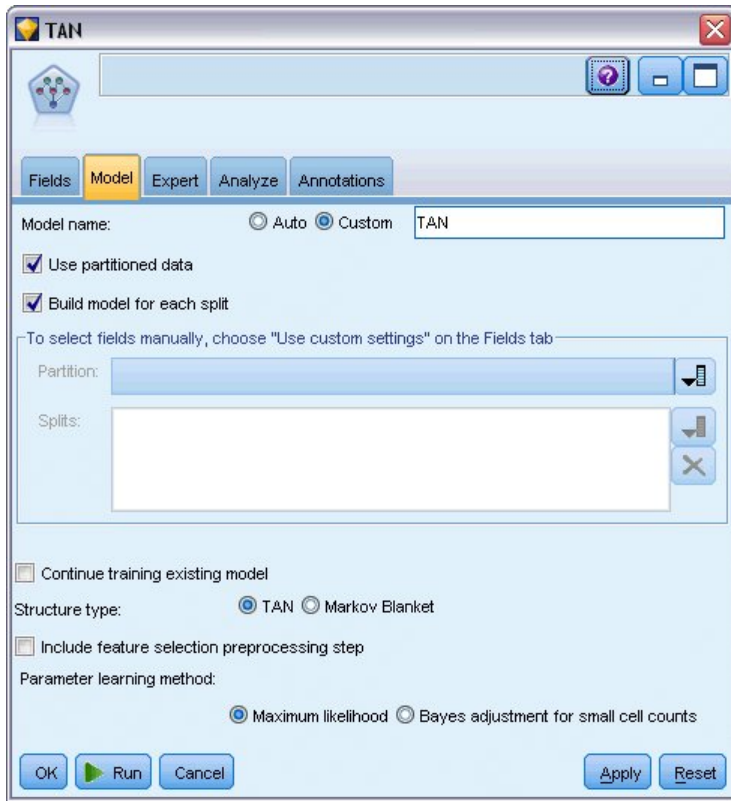 TAN
Fields Model Expert Analyze Annotations
Model name: Auto Custom TAN
Use partitioned data
Build model for each split
To select fields manually, choose "Use custom settings" on the Fields tab
Partition:
Splits:
Continue training existing model
Structure type: TAN Markov Blanket
Include feature selection preprocessing step
Parameter learning method:
Maximum likelihood Bayes adjustment for small cell counts
OK Run Cancel Apply Reset